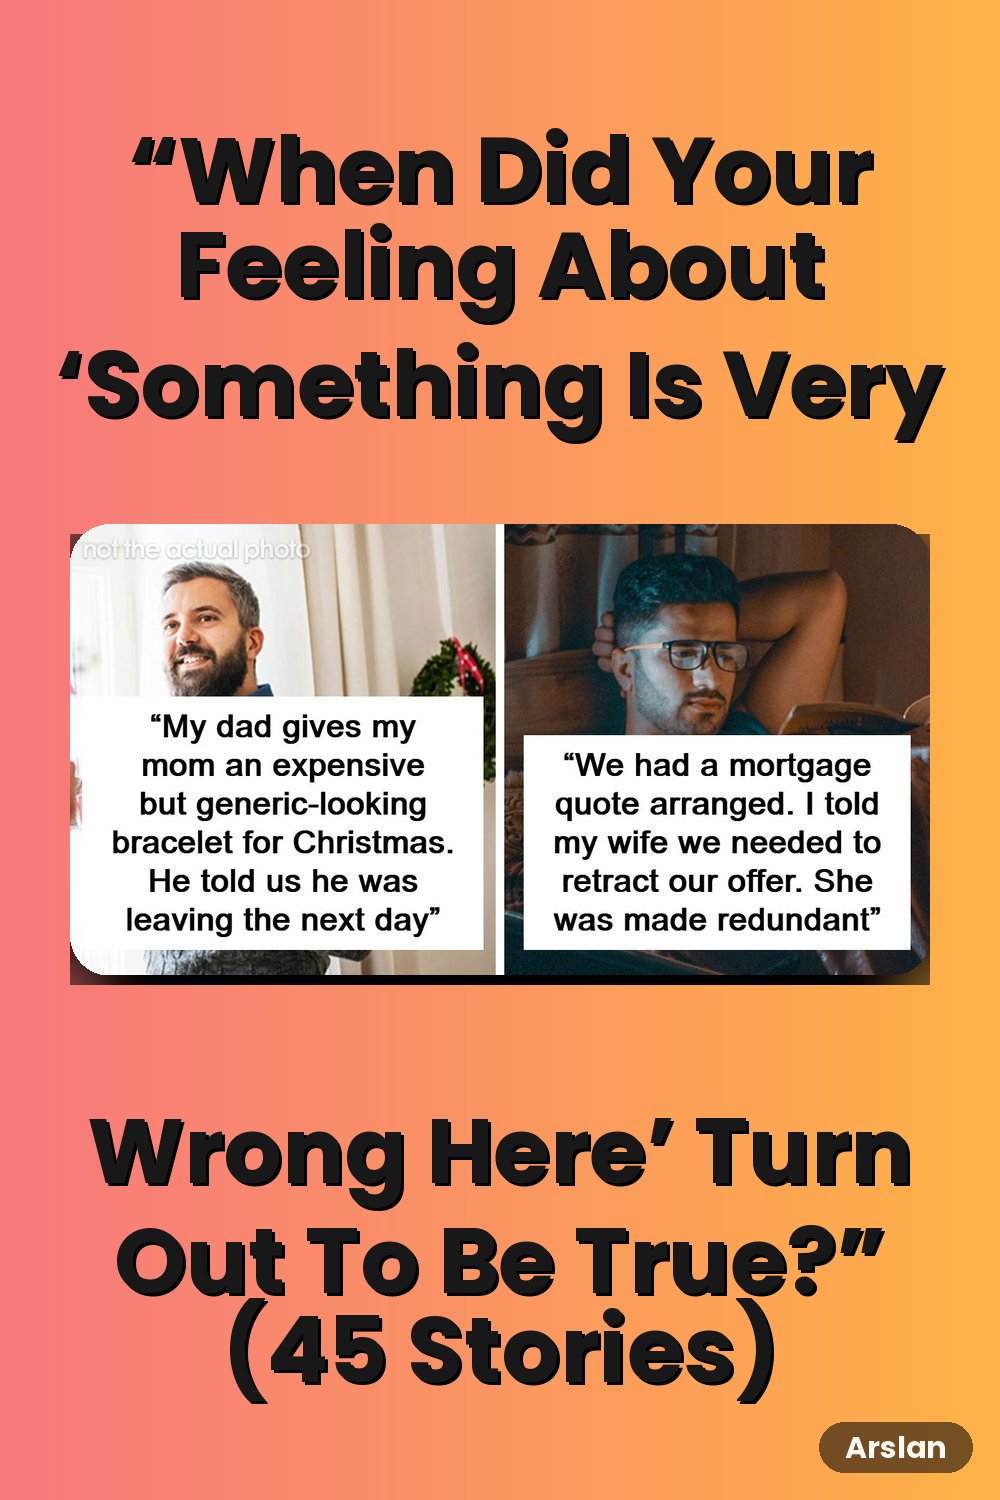 “When Did Your
Feeling About
‘Something Is Very
not the actual photo
“My dad gives my
mom an expensive
but generic-looking
bracelet for Christmas.
He told us he was
leaving the next day”
“We had a mortgage
quote arranged. I told
my wife we needed to
retract our offer. She
was made redundant”
Wrong Here’ Turn
Out To Be True?”
(45 Stories)
Arslan